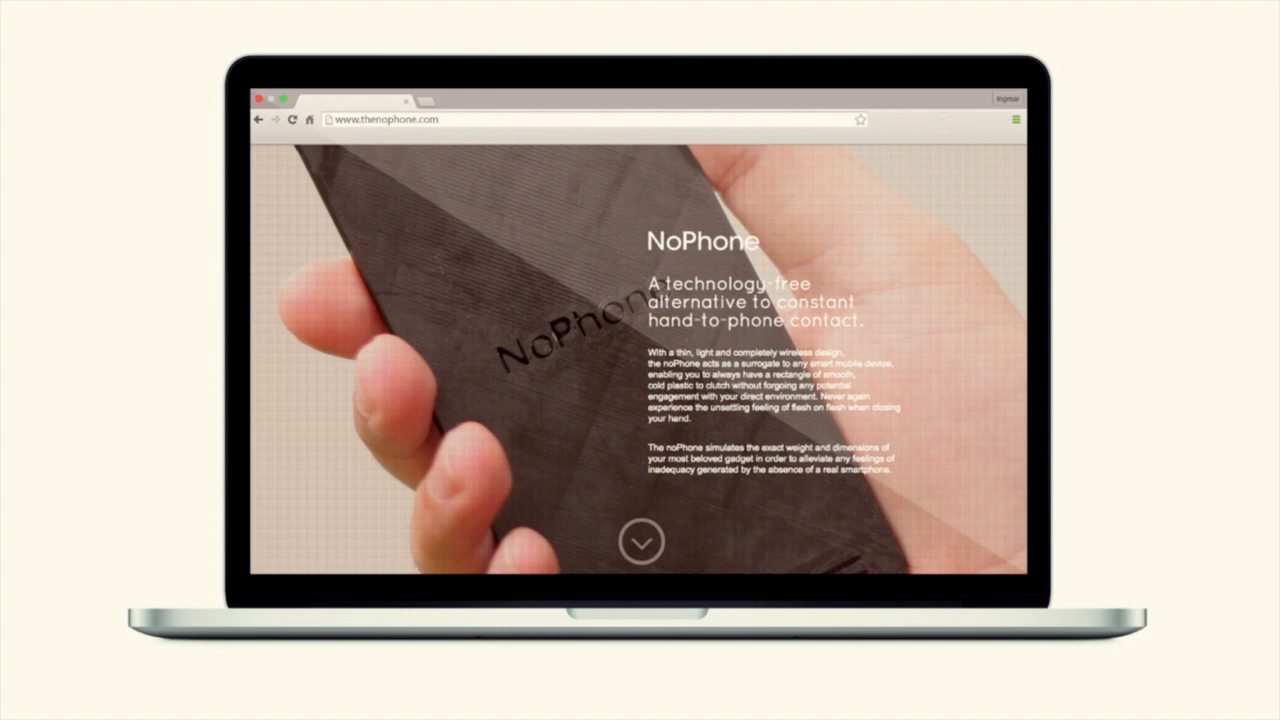 Ingmar
www.thenophone.com
NoPhone
A technology-free
alternative to constant
hand-to-phone contact.
NoPhone
With a thin, light and completely wireless design,
the noPhone acts as a surrogate to any smart mobile device,
enabling you to always have a rectangle of smooth,
cold plastic to clutch without forgoing any potential
engagement with your direct environment. Never again
experience the unsetting feeling of flesh on flesh when closing
your hand.
The noPhone simulates the exact weight and dimensions of
your most beloved gadget in order to alleviate any feelings of
inadequacy generated by the absence of a real smartphone.